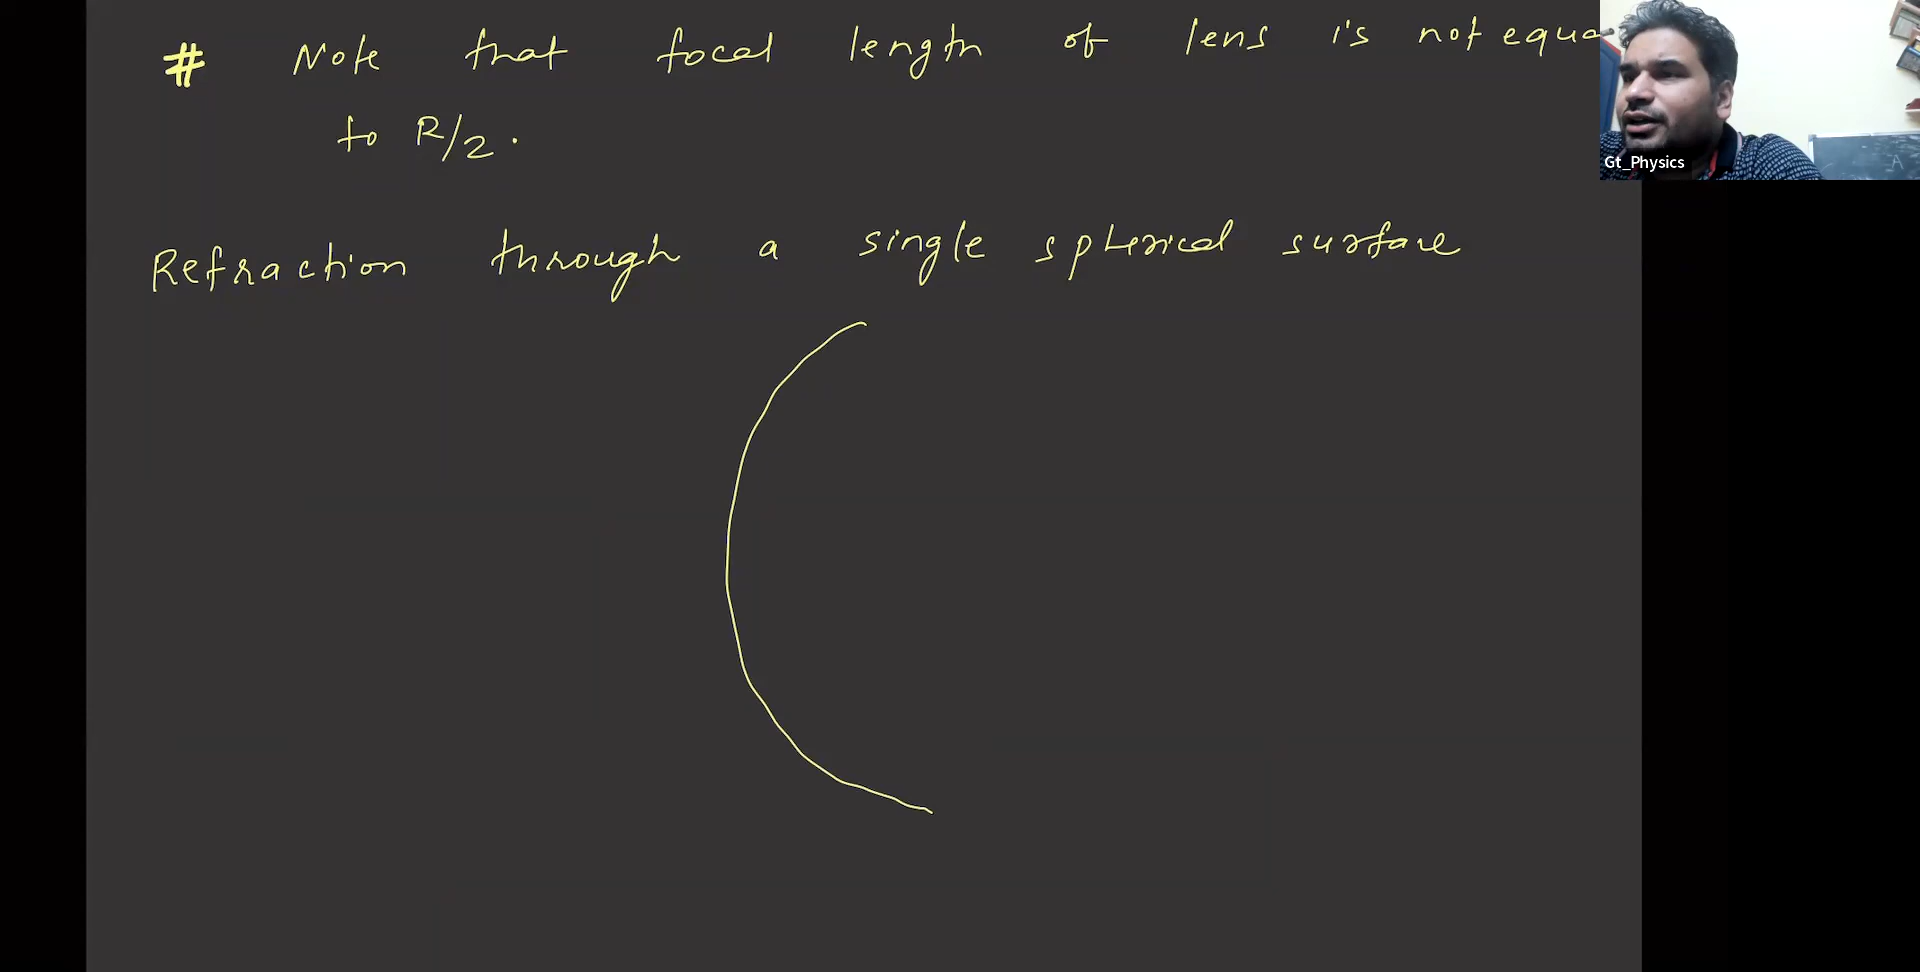 # Note that focal length of lens is not equa
to R/2.
Refraction through a single spherical surface
Gt_Physics
A